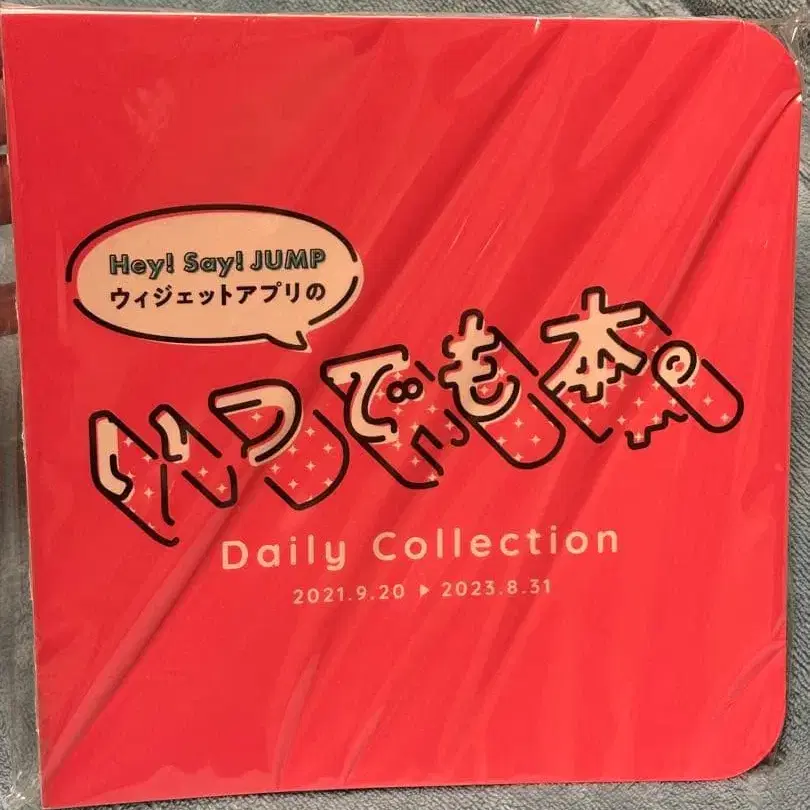 Hey! Say! JUMP
ウィジェットアプリの
いつでも本。
Daily Collection
2021.9.20 ▶ 2023.8.31